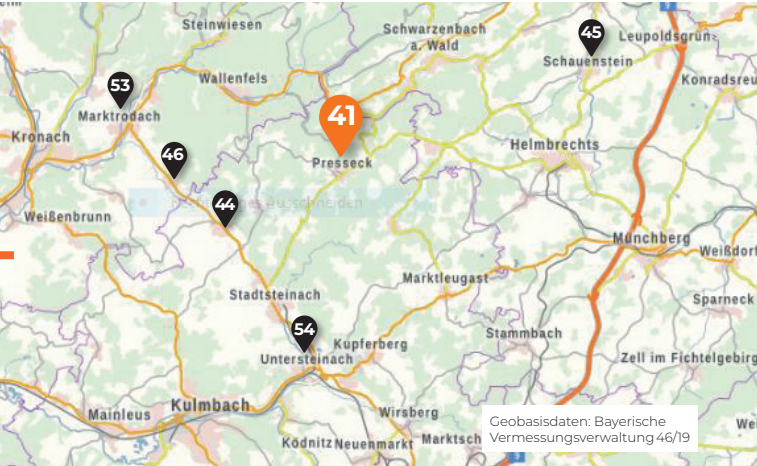 Steinwiesen
Schwarzenbach
a. Wald
45
Leupoldsgrün
Schauenstein
Wallenfels
Konradsreu
53
Marktrodach
41
Kronach
Helmbrechts
46
Presseck
44
Weißenbrunn
Münchberg
Weißdorf
Marktleugast
Stadtsteinach
Sparneck
54
Kupferberg
Stammbach
Untersteinach
Zell im Fichtelgebirg
Kulmbach
Mainleus
Wirsberg
Geobasisdaten: Bayerische
Vermessungsverwaltung 46/19
Wei
Ködnitz
Neuenmarkt
Marktsch